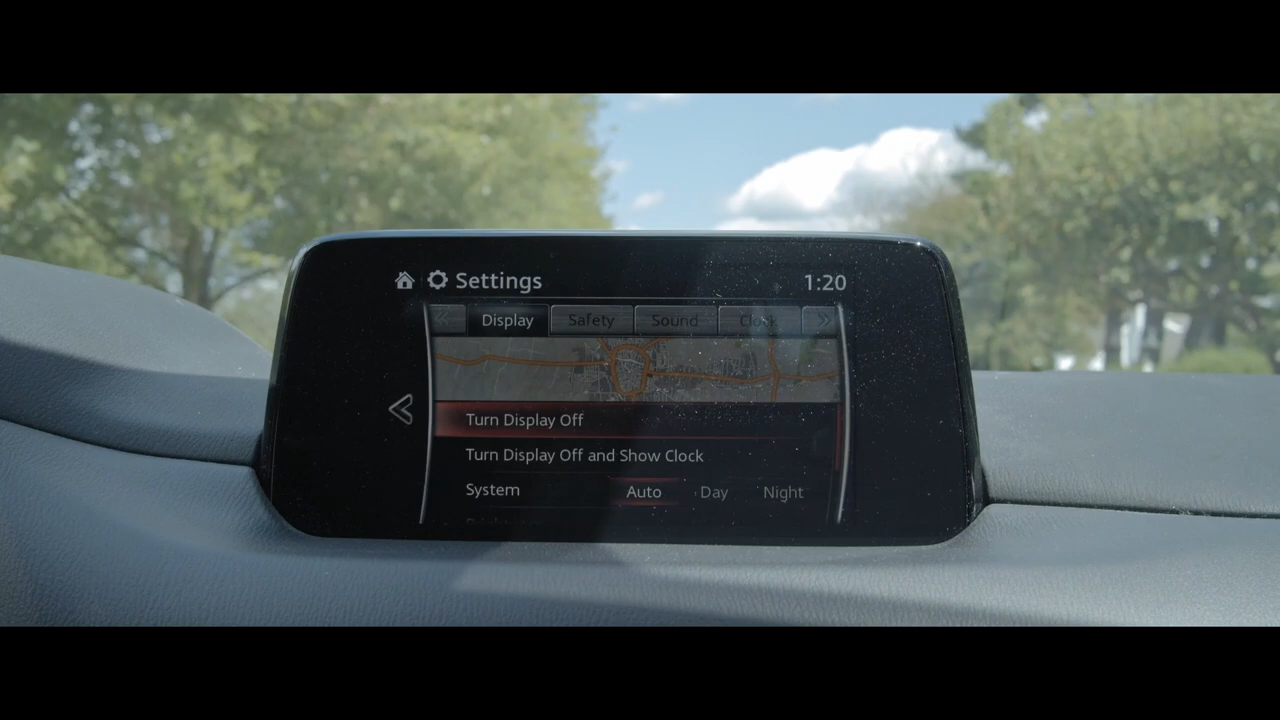 Settings 1:20
Display Safety Sound Clock
Turn Display Off
Turn Display Off and Show Clock
System Auto Day Night